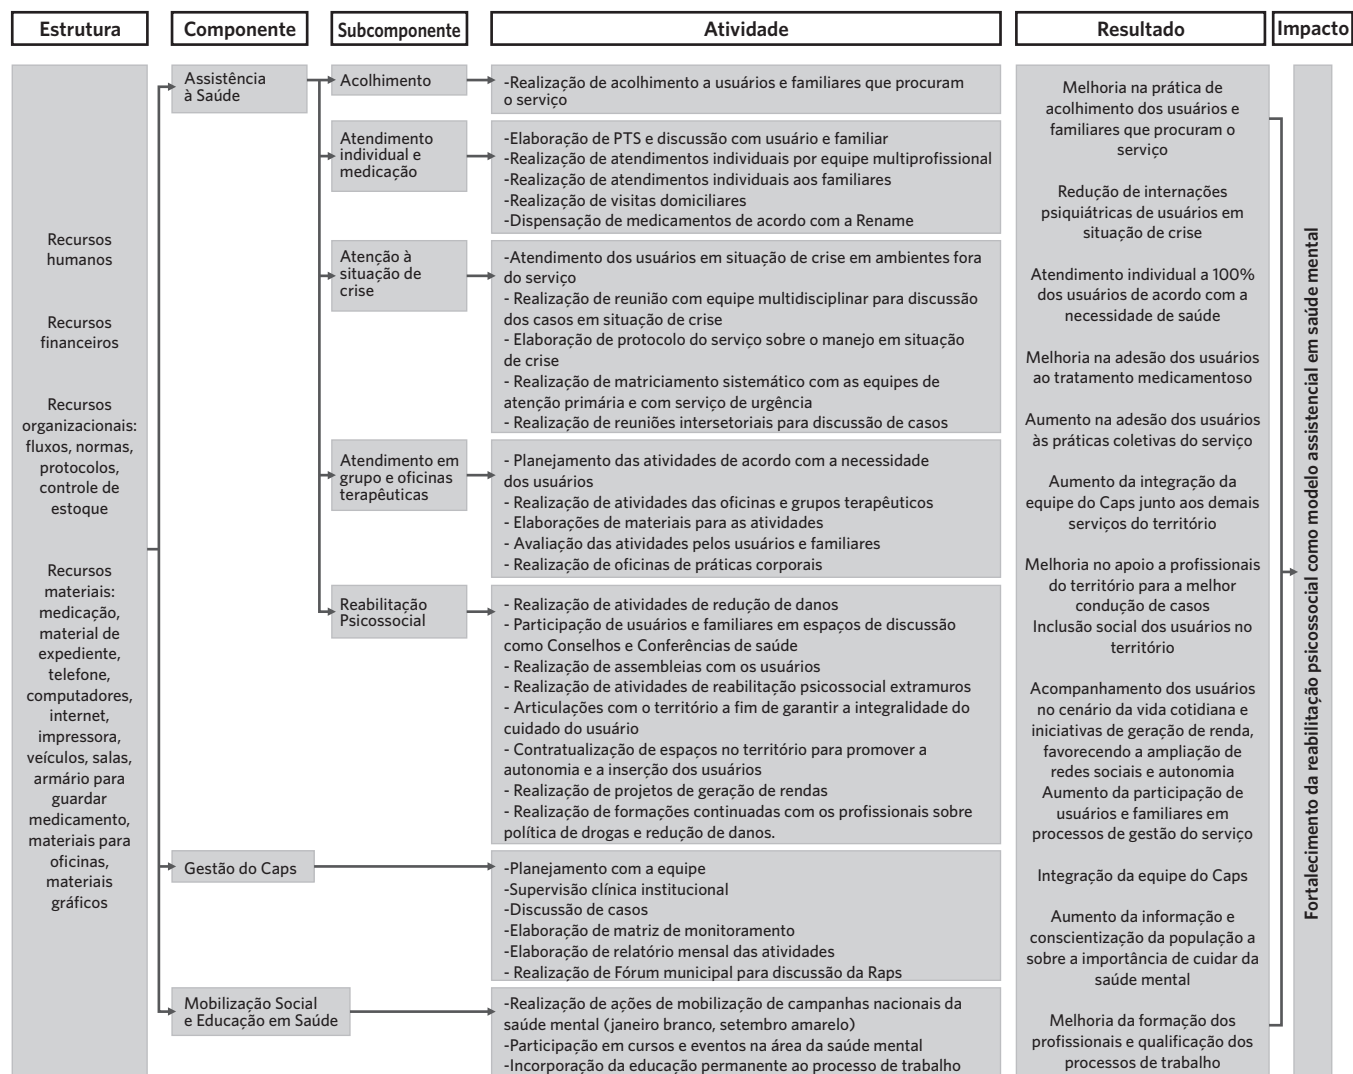 Estrutura
Componente
Subcomponente
Atividade
Resultado
Impacto
Recursos
humanos
Recursos
financeiros
Recursos
organizacionais:
fluxos, normas,
protocolos,
controle de
estoque
Recursos
materiais:
medicação,
material de
expediente,
telefone,
computadores,
internet,
impressora,
veículos, salas,
armário para
guardar
medicamento,
materiais para
oficinas,
materiais
gráficos
Assistência
à Saúde
Acolhimento
-Realização de acolhimento a usuários e familiares que procuram
o serviço
Atendimento
individual e
medicação
-Elaboração de PTS e discussão com usuário e familiar
-Realização de atendimentos individuais por equipe multiprofissional
-Realização de atendimentos individuais aos familiares
-Realização de visitas domiciliares
-Dispensação de medicamentos de acordo com a Rename
Atenção à
situação de
crise
-Atendimento dos usuários em situação de crise em ambientes fora
do serviço
- Realização de reunião com equipe multidisciplinar para discussão
dos casos em situação de crise
- Elaboração de protocolo do serviço sobre o manejo em situação
de crise
- Realização de matriciamento sistemático com as equipes de
atenção primária e com serviço de urgência
- Realização de reuniões intersetoriais para discussão de casos
Atendimento em
grupo e oficinas
terapêuticas
- Planejamento das atividades de acordo com a necessidade
dos usuários
- Realização de atividades das oficinas e grupos terapêuticos
- Elaborações de materiais para as atividades
- Avaliação das atividades pelos usuários e familiares
- Realização de oficinas de práticas corporais
Reabilitação
Psicossocial
- Realização de atividades de redução de danos
- Participação de usuários e familiares em espaços de discussão
como Conselhos e Conferências de saúde
- Realização de assembleias com os usuários
- Realização de atividades de reabilitação psicossocial extramuros
- Articulações com o território a fim de garantir a integralidade do
cuidado do usuário
- Contratualização de espaços no território para promover a
autonomia e a inserção dos usuários
- Realização de projetos de geração de rendas
- Realização de formações continuadas com os profissionais sobre
política de drogas e redução de danos.
Gestão do Caps
-Planejamento com a equipe
-Supervisão clínica institucional
-Discussão de casos
-Elaboração de matriz de monitoramento
-Elaboração de relatório mensal das atividades
- Realização de Fórum municipal para discussão da Raps
Mobilização Social
e Educação em Saúde
-Realização de ações de mobilização de campanhas nacionais da
saúde mental (janeiro branco, setembro amarelo)
-Participação em cursos e eventos na área da saúde mental
-Incorporação da educação permanente ao processo de trabalho
Melhoria na prática de
acolhimento dos usuários e
familiares que procuram o
serviço
Redução de internações
psiquiátricas de usuários em
situação de crise
Atendimento individual a 100%
dos usuários de acordo com a
necessidade de saúde
Melhoria na adesão dos usuários
ao tratamento medicamentoso
Aumento na adesão dos usuários
às práticas coletivas do serviço
Aumento da integração da
equipe do Caps junto aos demais
serviços do território
Melhoria no apoio a profissionais
do território para a melhor
condução de casos
Inclusão social dos usuários no
território
Acompanhamento dos usuários
no cenário da vida cotidiana e
iniciativas de geração de renda,
favorecendo a ampliação de
redes sociais e autonomia
Aumento da participação de
usuários e familiares em
processos de gestão do serviço
Integração da equipe do Caps
Aumento da informação e
conscientização da população a
sobre a importância de cuidar da
saúde mental
Melhoria da formação dos
profissionais e qualificação dos
processos de trabalho
Fortalecimento da reabilitação psicossocial como modelo assistencial em saúde mental